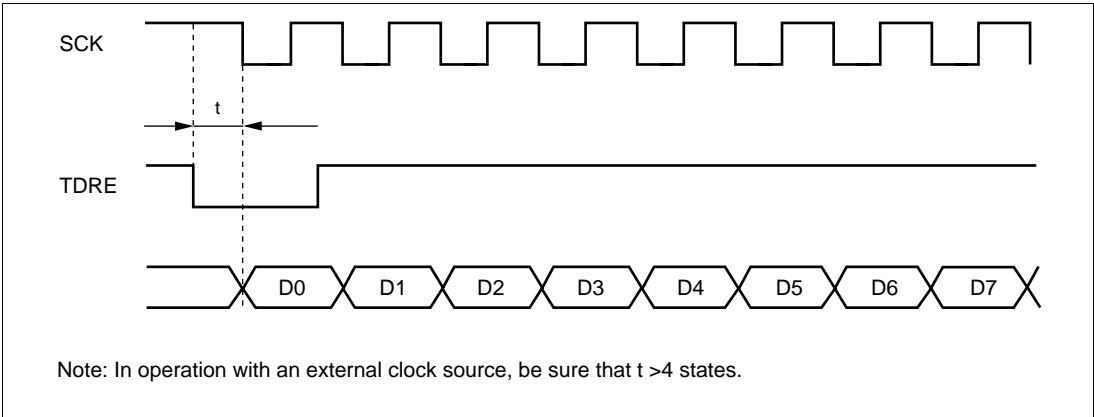 SCK
t
TDRE
D0 D1 D2 D3 D4 D5 D6 D7
Note: In operation with an external clock source, be sure that t >4 states.